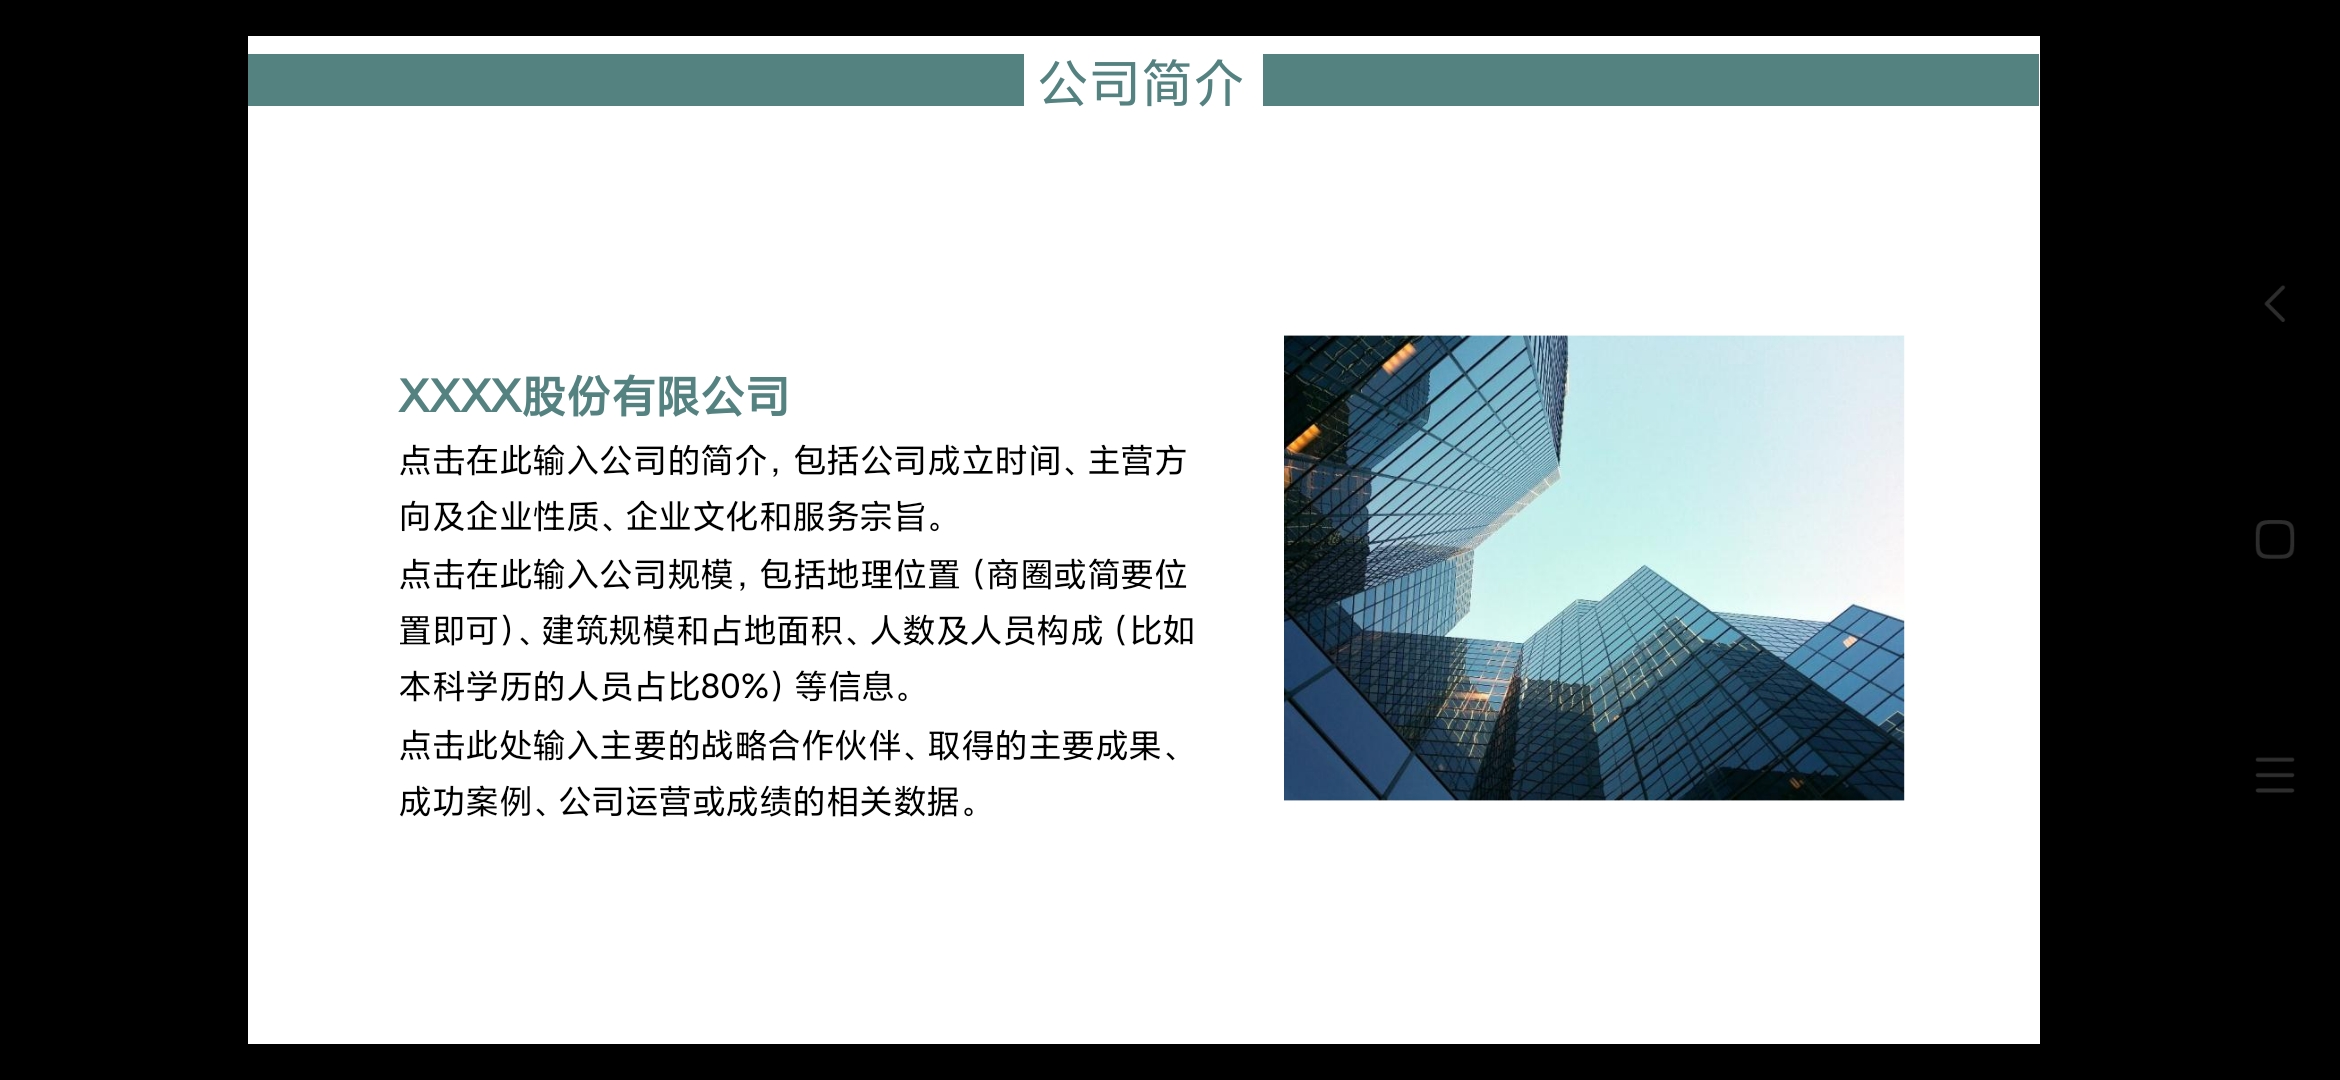 公司简介
XXXX股份有限公司
点击在此输入公司的简介，包括公司成立时间、主营方
向及企业性质、企业文化和服务宗旨。
点击在此输入公司规模，包括地理位置（商圈或简要位
置即可）、建筑规模和占地面积、人数及人员构成（比如
本科学历的人员占比80%）等信息。
点击此处输入主要的战略合作伙伴、取得的主要成果、
成功案例、公司运营或成绩的相关数据。